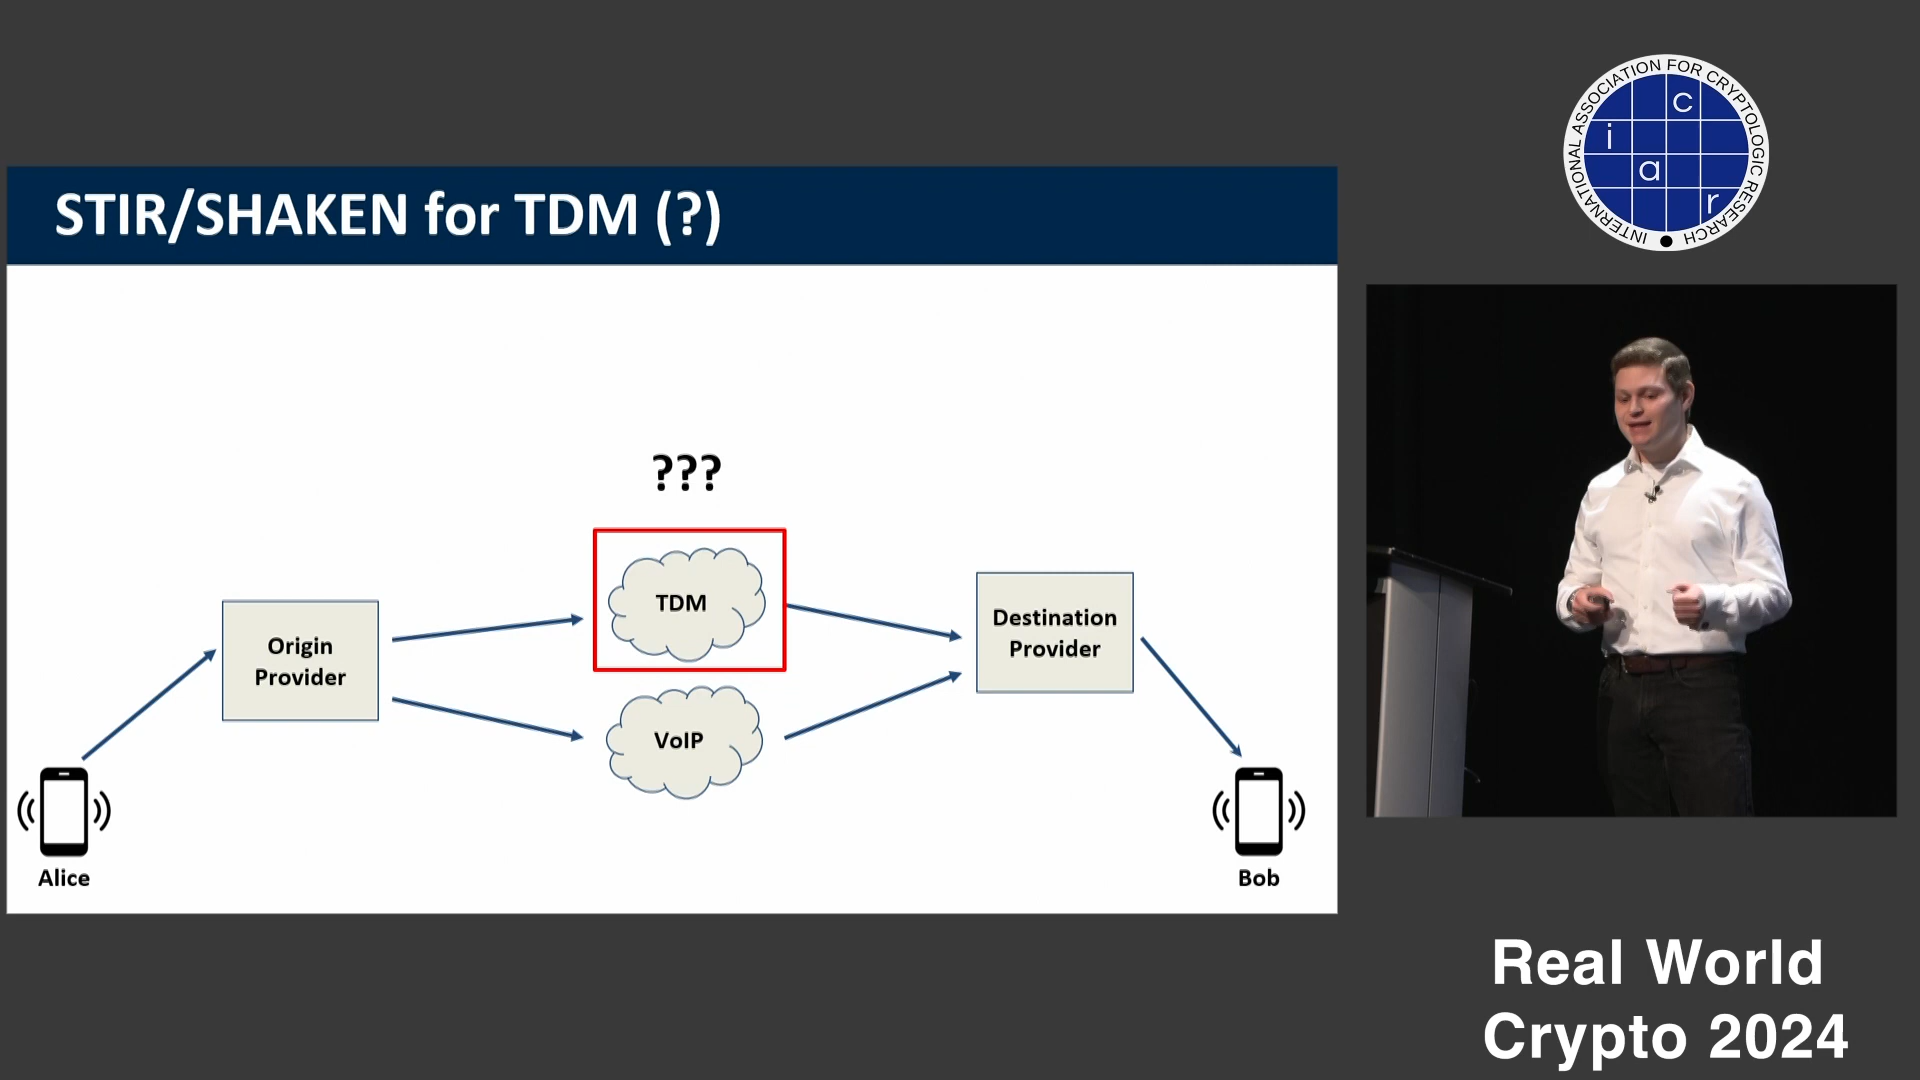 STIR/SHAKEN for TDM (?)
???
TDM
Origin
Provider
Destination
Provider
VoIP
Alice
Bob
INTERNATIONAL ASSOCIATION FOR CRYPTOLOGIC RESEARCH
c
i
a
r
Real World
Crypto 2024